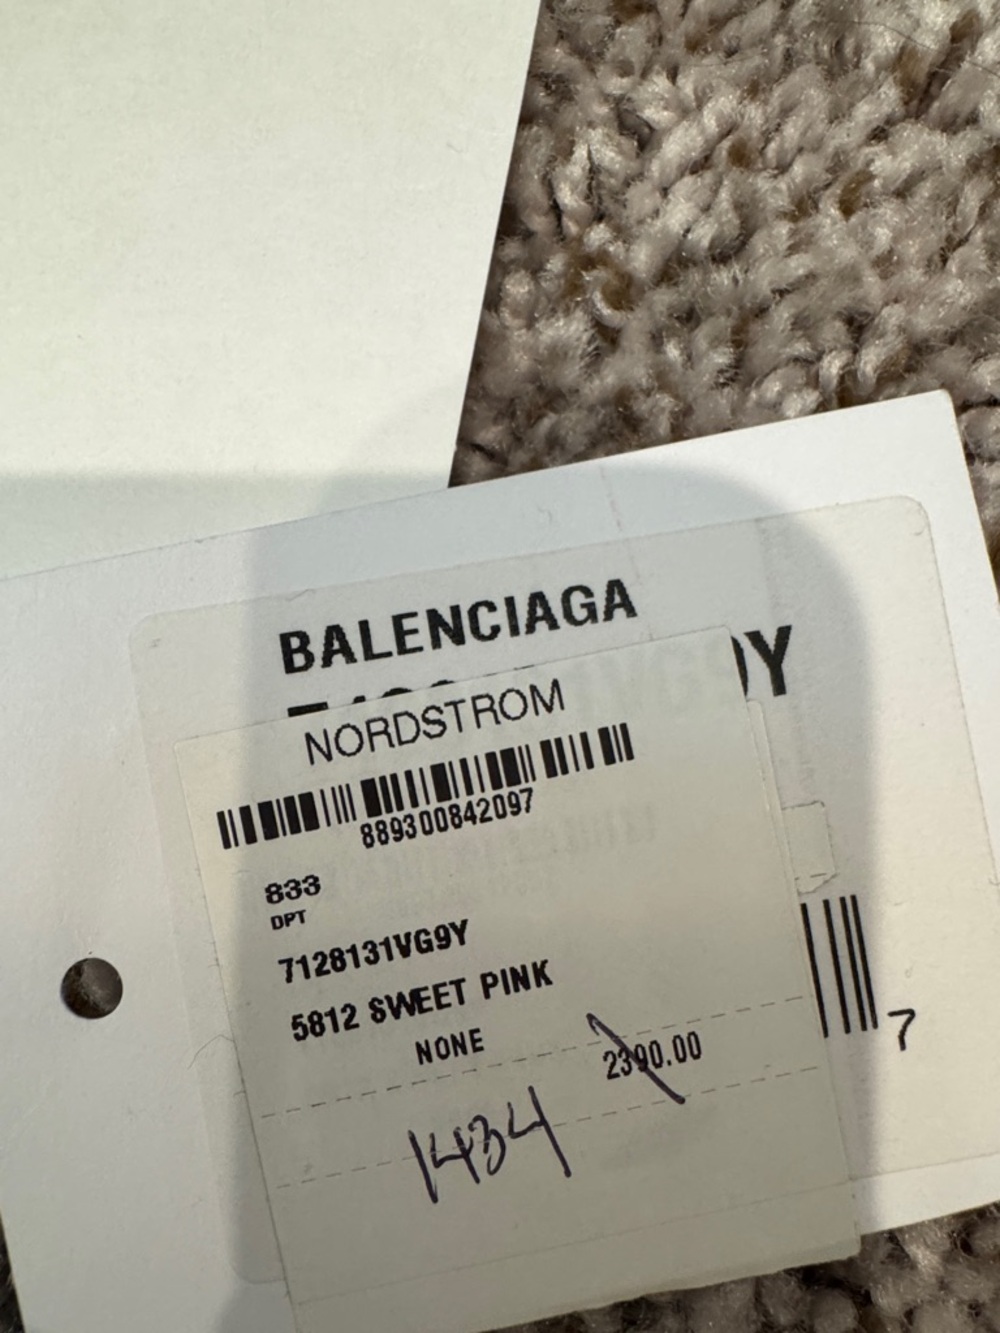 BALENCIAGA
NORDSTROM
889300842097
833
DPT
7128131VG9Y
5812 SWEET PINK
NONE
2390.00
1434
7